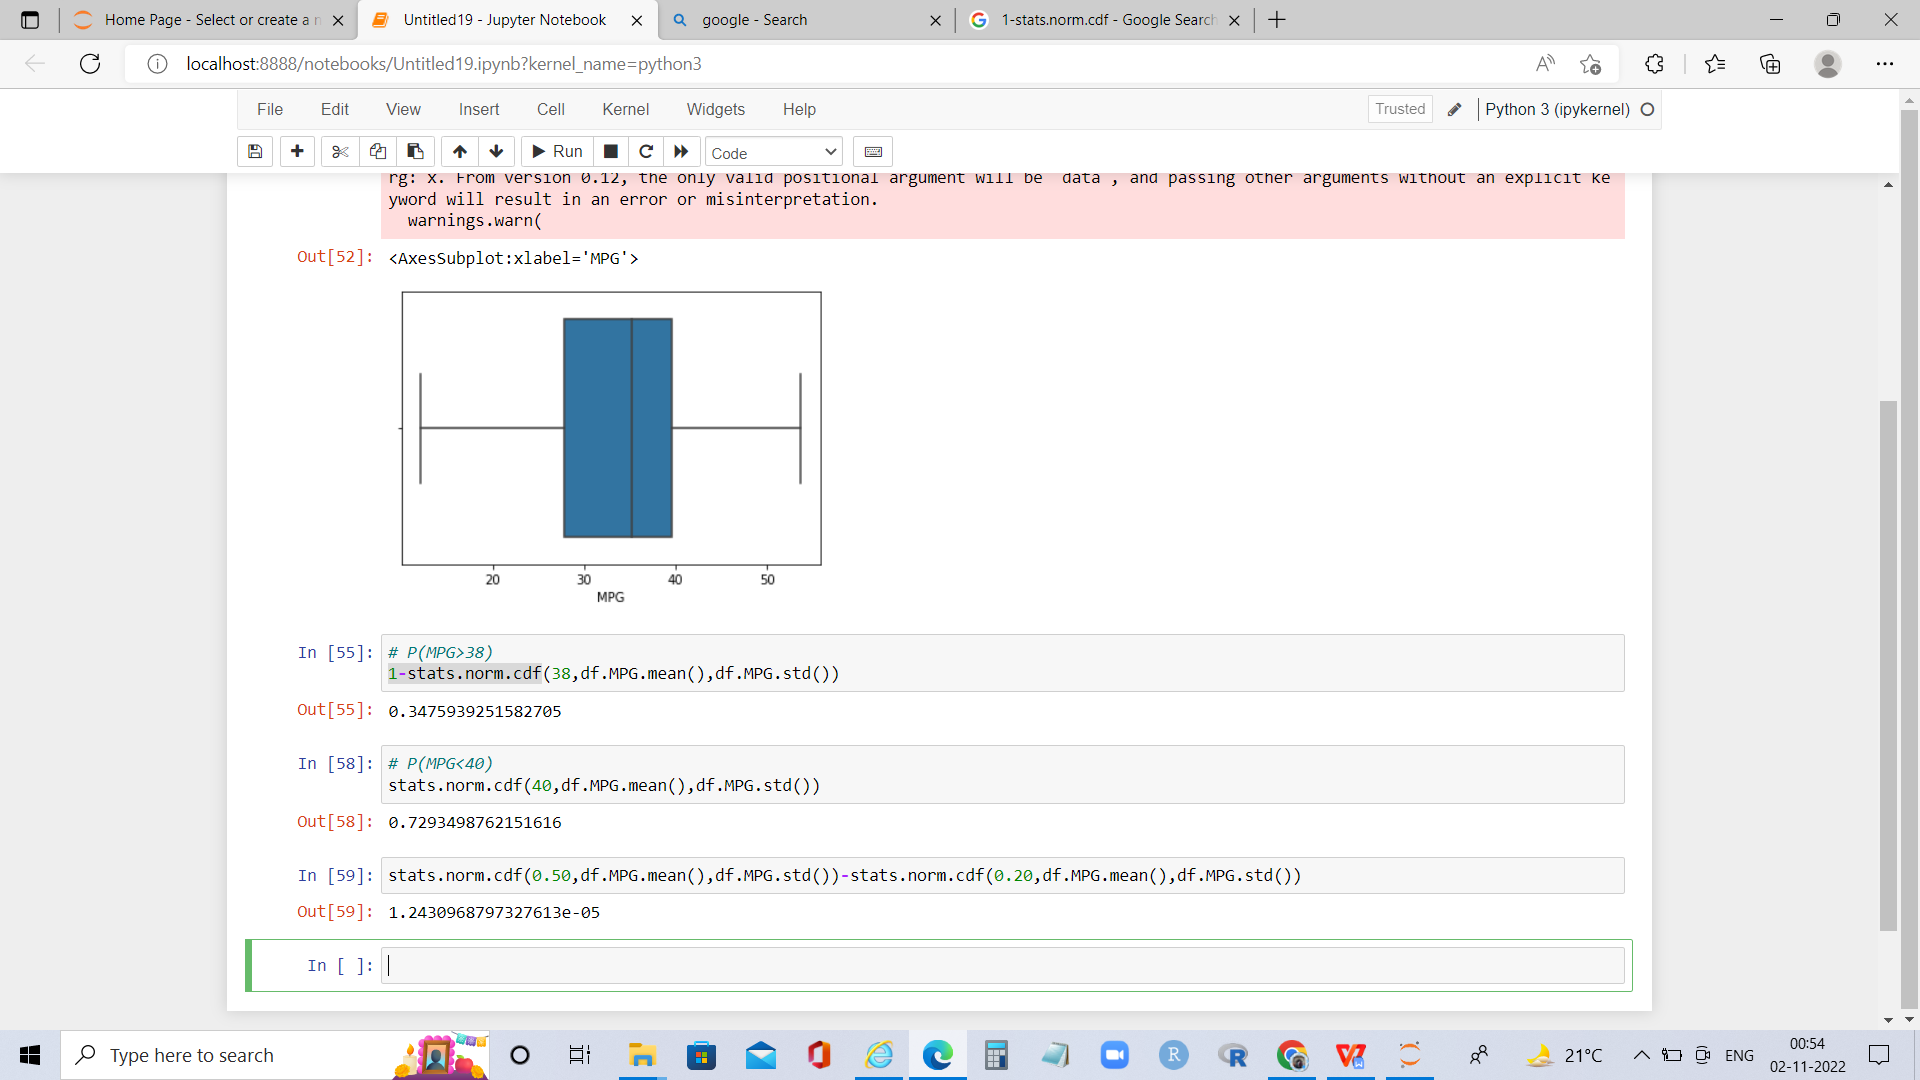 Home Page - Select or create a n
Untitled19 - Jupyter Notebook
google - Search
1-stats.norm.cdf - Google Search
localhost:8888/notebooks/Untitled19.ipynb?kernel_name=python3
File Edit View Insert Cell Kernel Widgets Help
Trusted
Python 3 (ipykernel)
Run
Code
rg: x. From version 0.12, the only valid positional argument will be `data`, and passing other arguments without an explicit ke
yword will result in an error or misinterpretation.
warnings.warn(
Out[52]: <AxesSubplot:xlabel='MPG'>
20 30 40 50
MPG
In [55]: # P(MPG>38)
1-stats.norm.cdf(38,df.MPG.mean(),df.MPG.std())
Out[55]: 0.3475939251582705
In [58]: # P(MPG<40)
stats.norm.cdf(40,df.MPG.mean(),df.MPG.std())
Out[58]: 0.7293498762151616
In [59]: stats.norm.cdf(0.50,df.MPG.mean(),df.MPG.std())-stats.norm.cdf(0.20,df.MPG.mean(),df.MPG.std())
Out[59]: 1.2430968797327613e-05
In [ ]:
Type here to search
21°C
ENG
00:54
02-11-2022